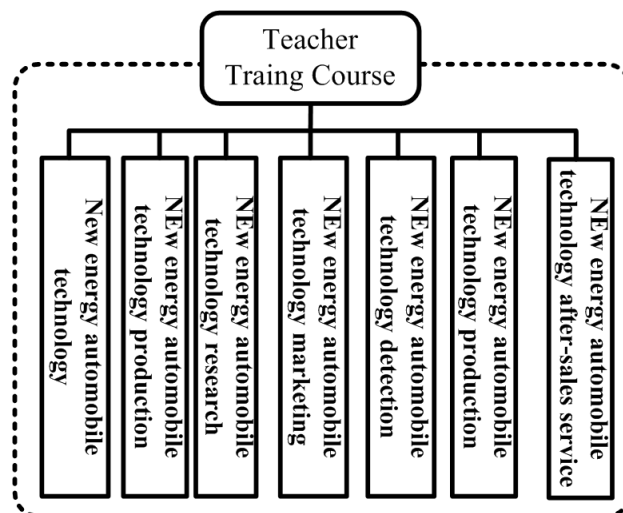 Teacher
Traing Course
New energy automobile
technology
NEw energy automobile
technology production
NEw energy automobile
technology research
NEw energy automobile
technology marketing
NEw energy automobile
technology detection
NEw energy automobile
technology production
NEw energy automobile
technology after-sales service